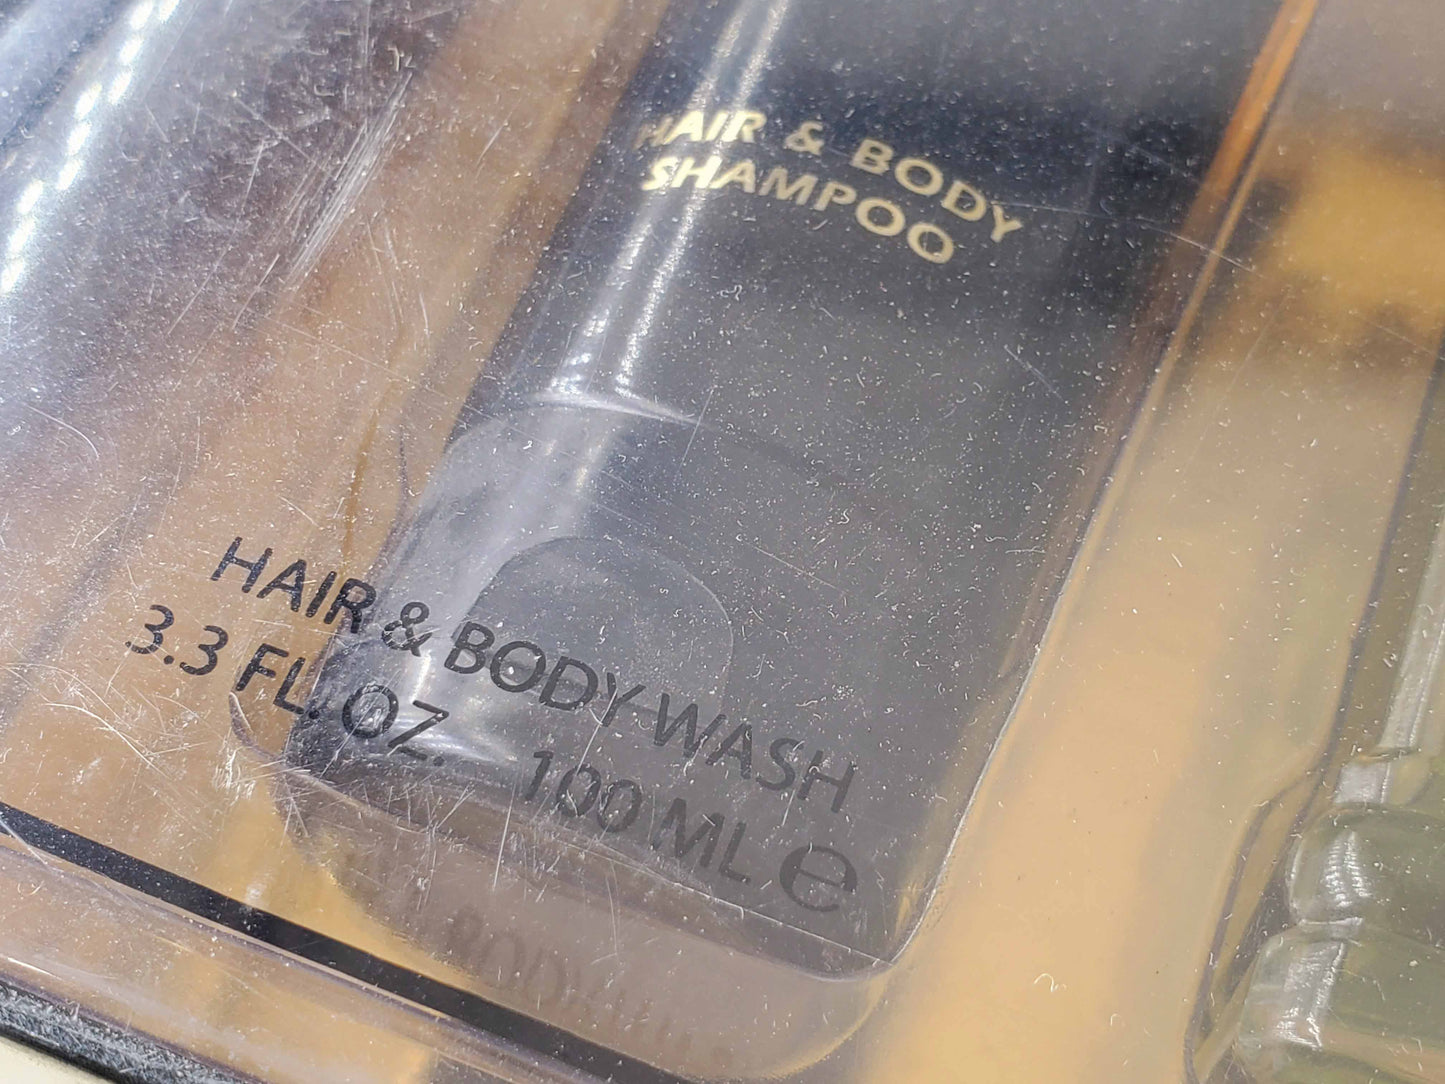 HAIR & BODY
SHAMPOO
HAIR & BODY WASH
3.3 FL. OZ. 100 ML ℮